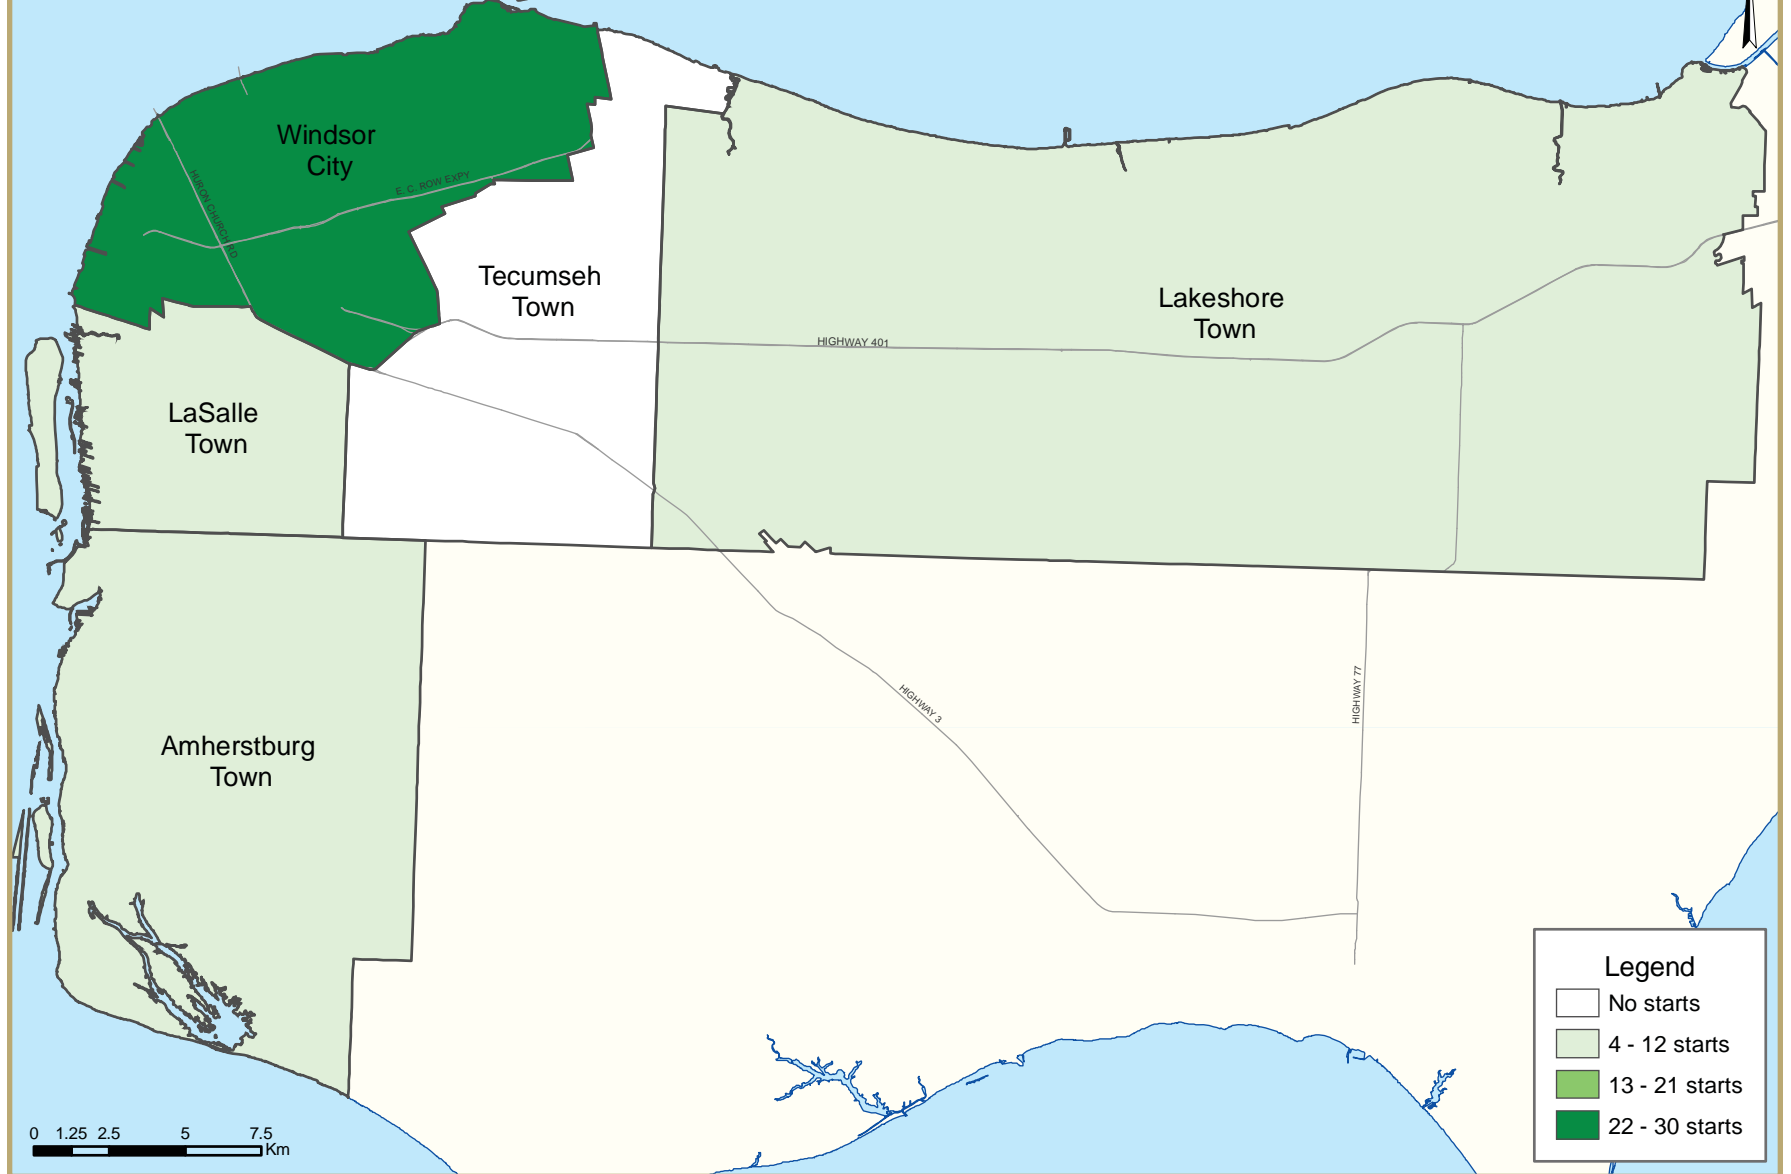 Windsor
City
HURON CHURCH RD
E. C. ROW EXPY
Tecumseh
Town
Lakeshore
Town
HIGHWAY 401
LaSalle
Town
Amherstburg
Town
HIGHWAY 3
HIGHWAY 77
Legend
No starts
4 - 12 starts
13 - 21 starts
22 - 30 starts
0 1.25 2.5 5 7.5
Km